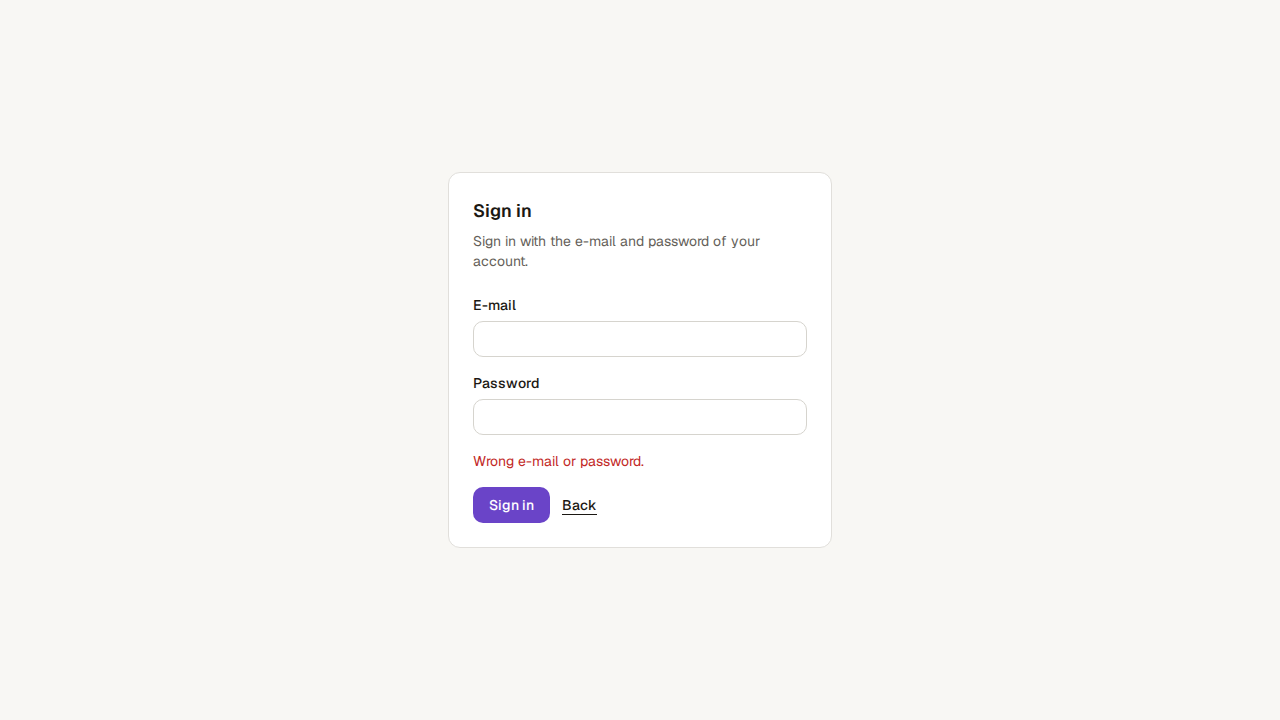 Sign in
Sign in with the e-mail and password of your
account.
E-mail
Password
Wrong e-mail or password.
Sign in
Back